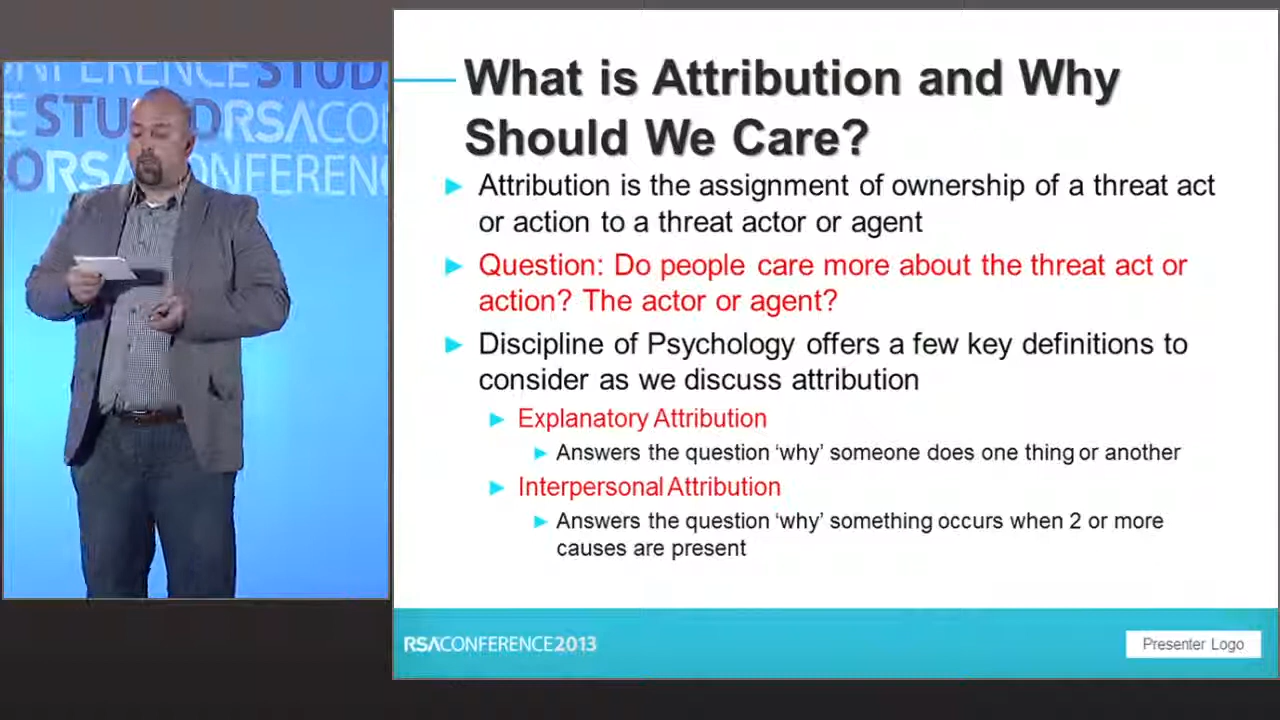 ONFERENCE STUD
E STUDIORSACO
ORSACONFERENC
What is Attribution and Why
Should We Care?
Attribution is the assignment of ownership of a threat act
or action to a threat actor or agent
Question: Do people care more about the threat act or
action? The actor or agent?
Discipline of Psychology offers a few key definitions to
consider as we discuss attribution
Explanatory Attribution
Answers the question ‘why’ someone does one thing or another
Interpersonal Attribution
Answers the question ‘why’ something occurs when 2 or more
causes are present
RSACONFERENCE2013
Presenter Logo